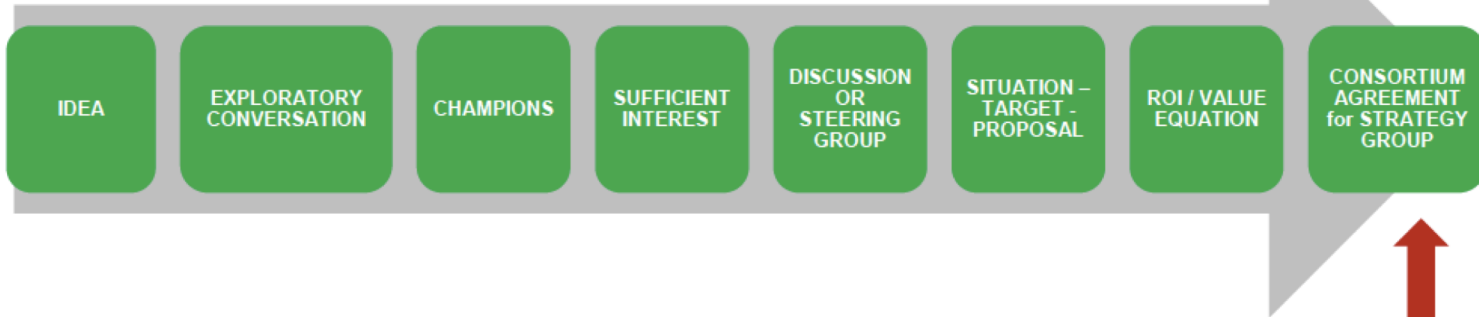 IDEA
EXPLORATORY
CONVERSATION
CHAMPIONS
SUFFICIENT
INTEREST
DISCUSSION
OR
STEERING
GROUP
SITUATION –
TARGET -
PROPOSAL
ROI / VALUE
EQUATION
CONSORTIUM
AGREEMENT
for STRATEGY
GROUP